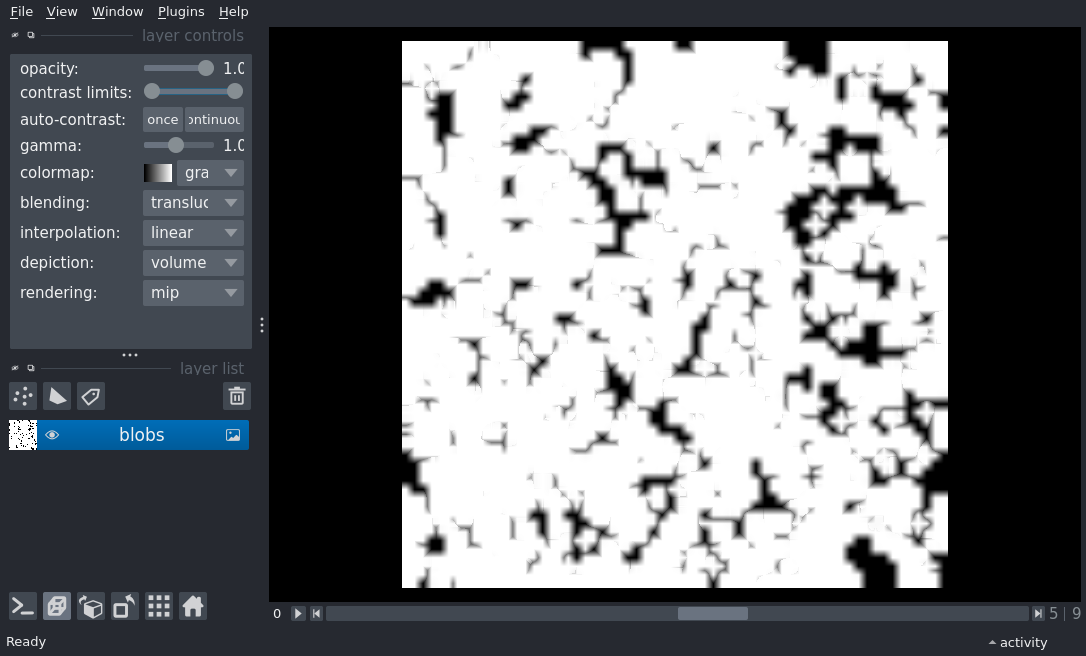 File View Window Plugins Help
layer controls
opacity: 1.0
contrast limits:
auto-contrast: once ontinuou
gamma: 1.0
colormap: gra
blending: transluc
interpolation: linear
depiction: volume
rendering: mip
layer list
blobs
0 5 | 9
Ready activity